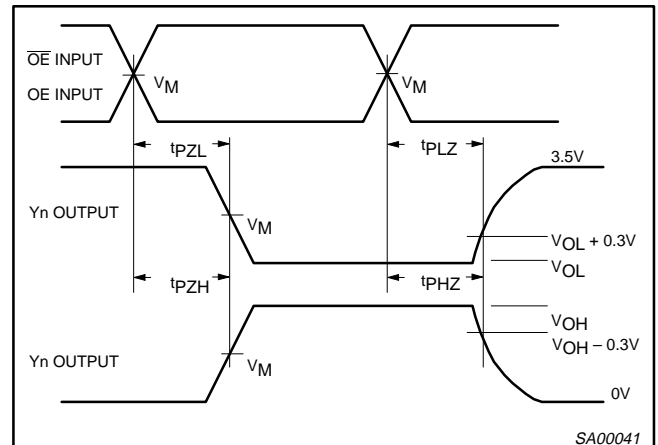 OE INPUT
OE INPUT
VM
VM
tPZL
tPLZ
3.5V
Yn OUTPUT
VM
VOL + 0.3V
VOL
tPZH
tPHZ
VOH
VOH – 0.3V
Yn OUTPUT
VM
0V
SA00041